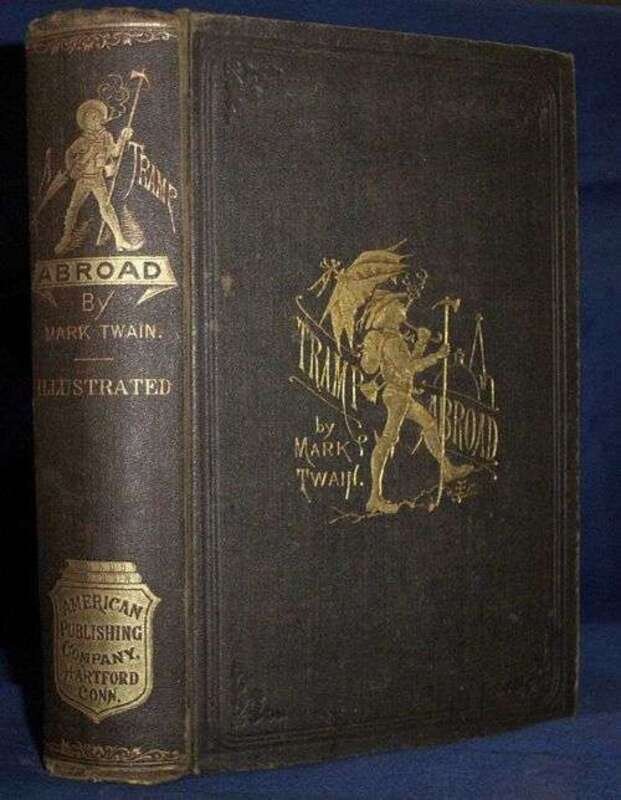 A TRAMP
ABROAD
By
MARK TWAIN.
ILLUSTRATED
AMERICAN
PUBLISHING
COMPANY.
HARTFORD
CONN.
A
TRAMP
ABROAD
by
MARK
TWAIN.